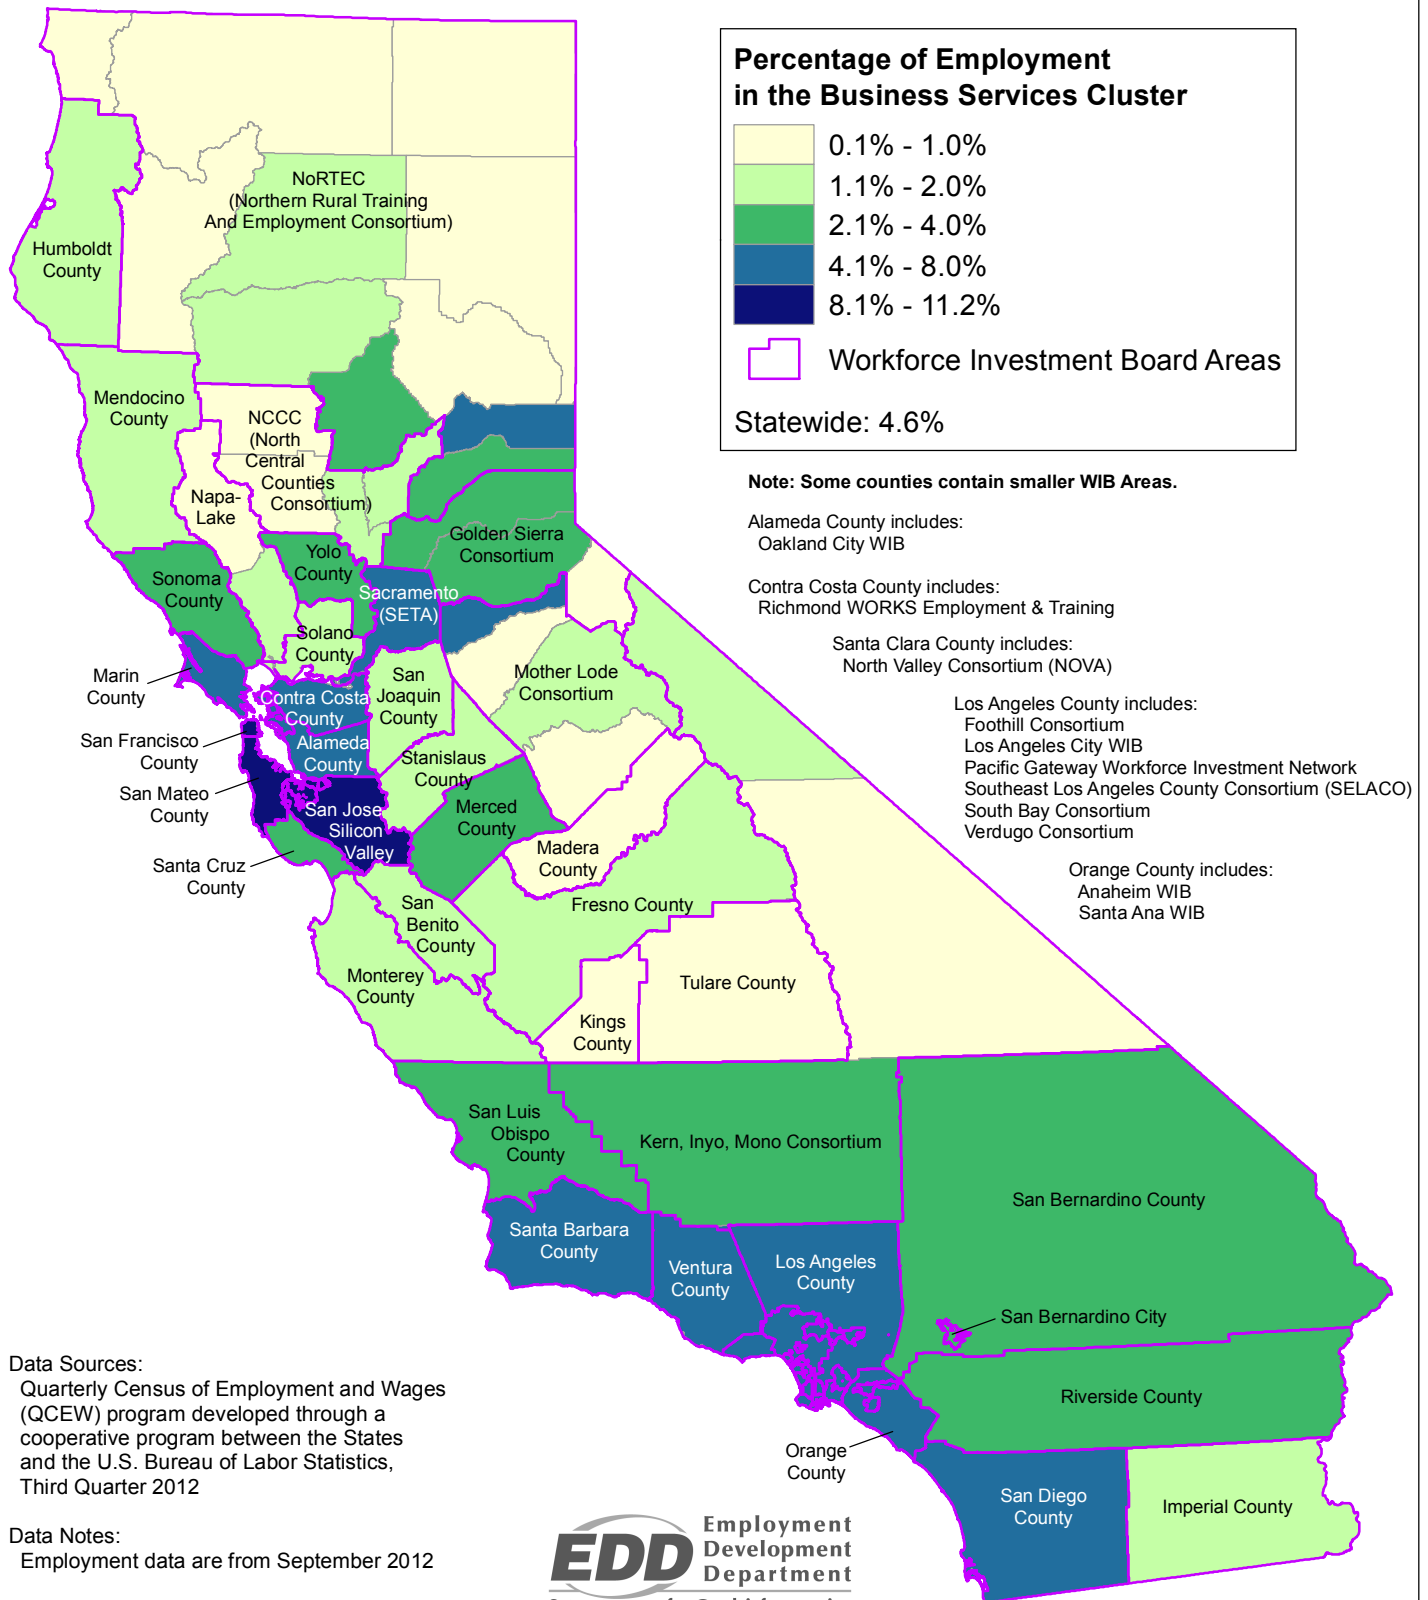 Percentage of Employment
in the Business Services Cluster
0.1% - 1.0%
1.1% - 2.0%
2.1% - 4.0%
4.1% - 8.0%
8.1% - 11.2%
Workforce Investment Board Areas
Statewide: 4.6%
Note: Some counties contain smaller WIB Areas.
Alameda County includes:
Oakland City WIB
Contra Costa County includes:
Richmond WORKS Employment & Training
Santa Clara County includes:
North Valley Consortium (NOVA)
Los Angeles County includes:
Foothill Consortium
Los Angeles City WIB
Pacific Gateway Workforce Investment Network
Southeast Los Angeles County Consortium (SELACO)
South Bay Consortium
Verdugo Consortium
Orange County includes:
Anaheim WIB
Santa Ana WIB
NoRTEC
(Northern Rural Training
And Employment Consortium)
Humboldt
County
Mendocino
County
NCCC
(North
Central
Counties
Consortium)
Napa-
Lake
Golden Sierra
Consortium
Yolo
County
Sonoma
County
Sacramento
(SETA)
Solano
County
Marin
County
San
Joaquin
County
Mother Lode
Consortium
Contra Costa
County
San Francisco
County
Alameda
County
Stanislaus
County
San Mateo
County
San Jose
Silicon
Valley
Merced
County
Santa Cruz
County
Madera
County
San
Benito
County
Fresno County
Monterey
County
Tulare County
Kings
County
San Luis
Obispo
County
Kern, Inyo, Mono Consortium
San Bernardino County
Santa Barbara
County
Ventura
County
Los Angeles
County
San Bernardino City
Riverside County
Orange
County
San Diego
County
Imperial County
Data Sources:
Quarterly Census of Employment and Wages
(QCEW) program developed through a
cooperative program between the States
and the U.S. Bureau of Labor Statistics,
Third Quarter 2012
Data Notes:
Employment data are from September 2012
EDD
Employment
Development
Department